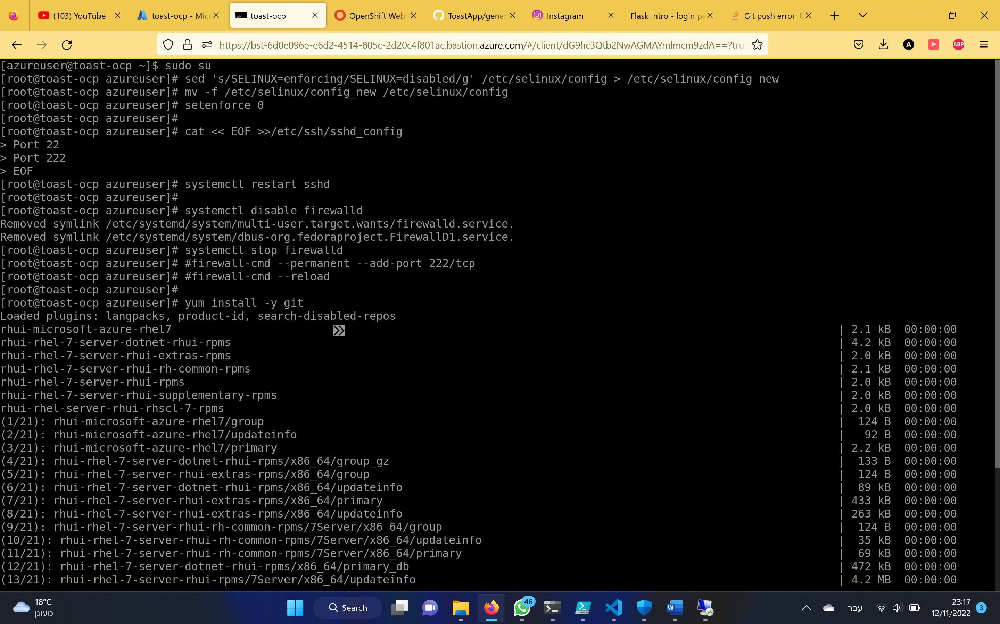 (103) YouTube
toast-ocp - Micr
toast-ocp
OpenShift Web
ToastApp/gener
Instagram
Flask Intro - login pa
Git push error: U
https://bst-6d0e096e-e6d2-4514-805c-2d20c4f801ac.bastion.azure.com/#/client/dG9hc3Qtb2NwAGMAYmlmcm9zdA==?trus
A
ABP
[azureuser@toast-ocp ~]$ sudo su
[root@toast-ocp azureuser]# sed 's/SELINUX=enforcing/SELINUX=disabled/g' /etc/selinux/config > /etc/selinux/config_new
[root@toast-ocp azureuser]# mv -f /etc/selinux/config_new /etc/selinux/config
[root@toast-ocp azureuser]# setenforce 0
[root@toast-ocp azureuser]#
[root@toast-ocp azureuser]# cat << EOF >>/etc/ssh/sshd_config
> Port 22
> Port 222
> EOF
[root@toast-ocp azureuser]# systemctl restart sshd
[root@toast-ocp azureuser]#
[root@toast-ocp azureuser]# systemctl disable firewalld
Removed symlink /etc/systemd/system/multi-user.target.wants/firewalld.service.
Removed symlink /etc/systemd/system/dbus-org.fedoraproject.FirewallD1.service.
[root@toast-ocp azureuser]# systemctl stop firewalld
[root@toast-ocp azureuser]# #firewall-cmd --permanent --add-port 222/tcp
[root@toast-ocp azureuser]# #firewall-cmd --reload
[root@toast-ocp azureuser]#
[root@toast-ocp azureuser]# yum install -y git
Loaded plugins: langpacks, product-id, search-disabled-repos
rhui-microsoft-azure-rhel7 | 2.1 kB 00:00:00
rhui-rhel-7-server-dotnet-rhui-rpms | 4.2 kB 00:00:00
rhui-rhel-7-server-rhui-extras-rpms | 2.0 kB 00:00:00
rhui-rhel-7-server-rhui-rh-common-rpms | 2.1 kB 00:00:00
rhui-rhel-7-server-rhui-rpms | 2.0 kB 00:00:00
rhui-rhel-7-server-rhui-supplementary-rpms | 2.0 kB 00:00:00
rhui-rhel-server-rhui-rhscl-7-rpms | 2.0 kB 00:00:00
(1/21): rhui-microsoft-azure-rhel7/group | 124 B 00:00:00
(2/21): rhui-microsoft-azure-rhel7/updateinfo | 92 B 00:00:00
(3/21): rhui-microsoft-azure-rhel7/primary | 2.2 kB 00:00:00
(4/21): rhui-rhel-7-server-dotnet-rhui-rpms/x86_64/group_gz | 133 B 00:00:00
(5/21): rhui-rhel-7-server-rhui-extras-rpms/x86_64/group | 124 B 00:00:00
(6/21): rhui-rhel-7-server-dotnet-rhui-rpms/x86_64/updateinfo | 89 kB 00:00:00
(7/21): rhui-rhel-7-server-rhui-extras-rpms/x86_64/primary | 433 kB 00:00:00
(8/21): rhui-rhel-7-server-rhui-extras-rpms/x86_64/updateinfo | 263 kB 00:00:00
(9/21): rhui-rhel-7-server-rhui-rh-common-rpms/7Server/x86_64/group | 124 B 00:00:00
(10/21): rhui-rhel-7-server-rhui-rh-common-rpms/7Server/x86_64/updateinfo | 35 kB 00:00:00
(11/21): rhui-rhel-7-server-rhui-rh-common-rpms/7Server/x86_64/primary | 69 kB 00:00:00
(12/21): rhui-rhel-7-server-dotnet-rhui-rpms/x86_64/primary_db | 472 kB 00:00:00
(13/21): rhui-rhel-7-server-rhui-rpms/7Server/x86_64/updateinfo | 4.2 MB 00:00:00
18°C
מעונן
Search
46
W
עבר
23:17
12/11/2022
3